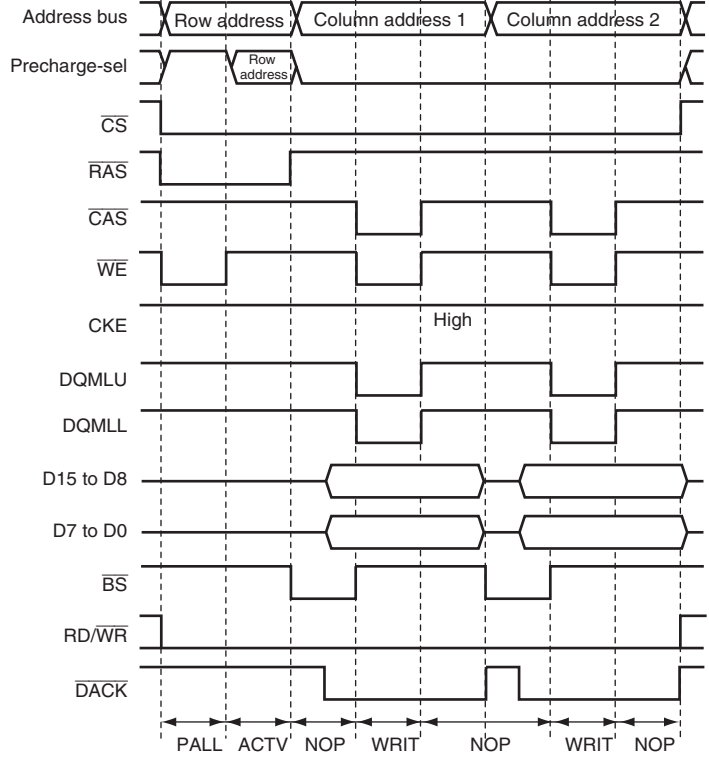 Address bus Row address Column address 1 Column address 2
Precharge-sel Row address
CS
RAS
CAS
WE
CKE High
DQMLU
DQMLL
D15 to D8
D7 to D0
BS
RD/WR
DACK
PALL ACTV NOP WRIT NOP WRIT NOP